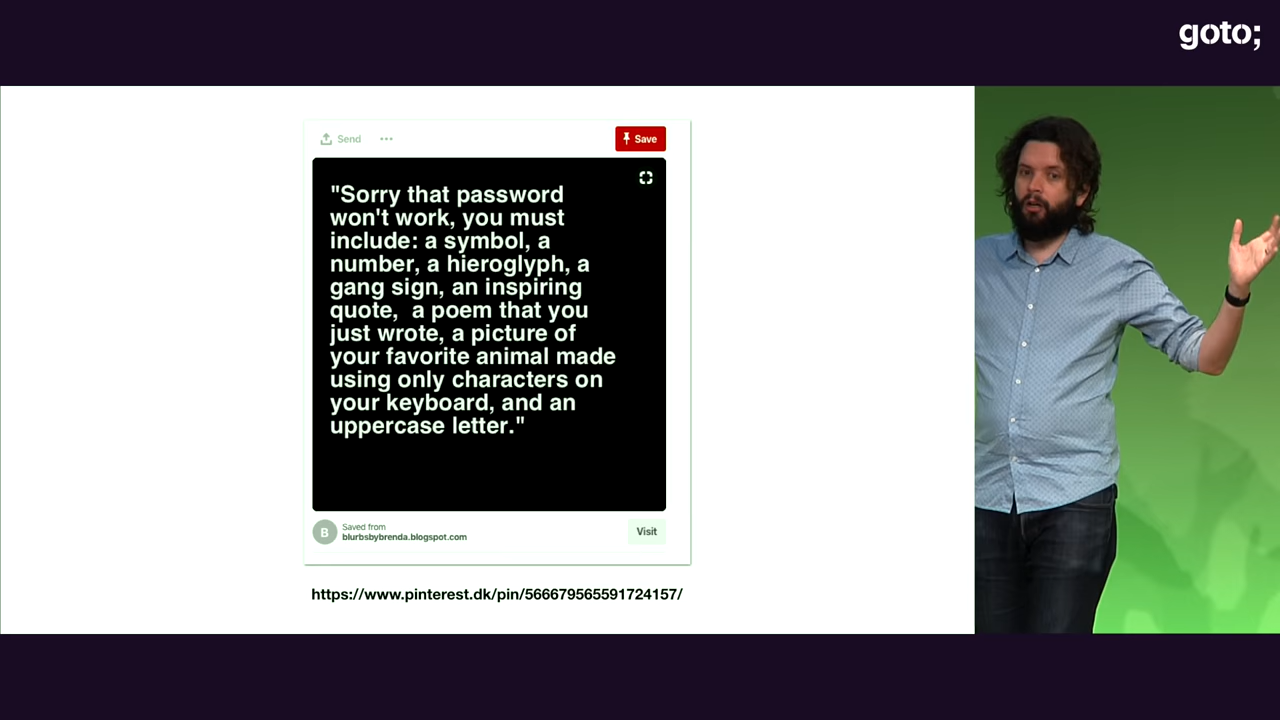 goto;
Send
Save
"Sorry that password
won't work, you must
include: a symbol, a
number, a hieroglyph, a
gang sign, an inspiring
quote,  a poem that you
just wrote, a picture of
your favorite animal made
using only characters on
your keyboard, and an
uppercase letter."
B
Saved from
blurbsbybrenda.blogspot.com
Visit
https://www.pinterest.dk/pin/566679565591724157/